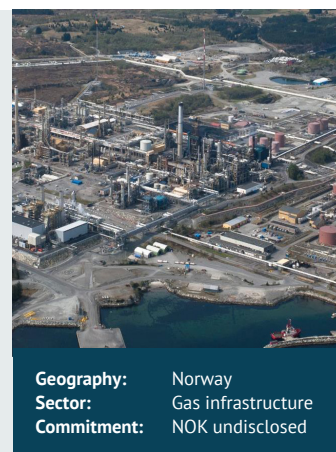 Geography: Norway
Sector: Gas infrastructure
Commitment: NOK undisclosed